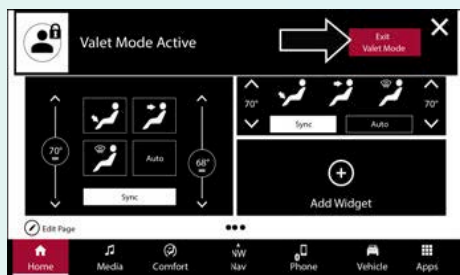 Valet Mode Active
Exit
Valet Mode
70°
Auto
68°
Sync
70°
70°
Sync
Auto
Add Widget
Edit Page
Home
Media
Comfort
NW
Nav
Phone
Vehicle
Apps